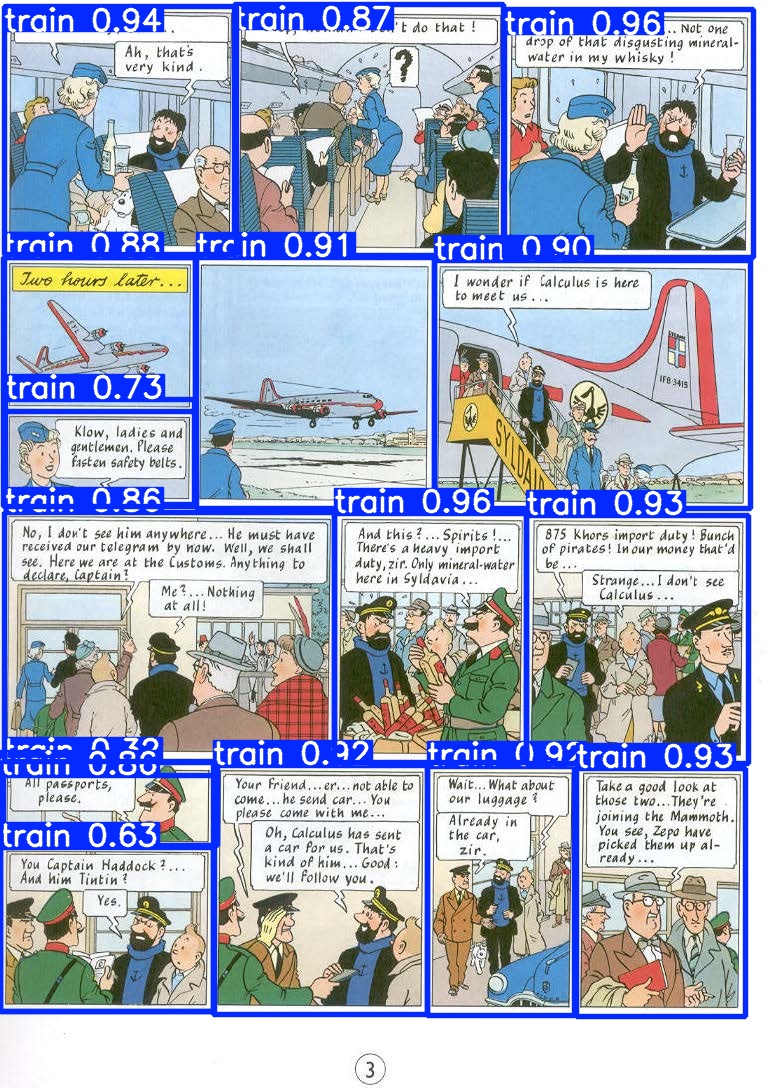 train 0.94
Ah, that's
very kind.
train 0.87
't do that !
?
train 0.96
... Not one
drop of that disgusting mineral-
water in my whisky !
train 0.88
Two hours later...
train 0.73
Klow, ladies and
gentlemen. Please
fasten safety belts.
train 0.91
train 0.90
I wonder if Calculus is here
to meet us...
SYLDAIR
train 0.86
No, I don't see him anywhere... He must have
received our telegram by now. Well, we shall
see. Here we are at the Customs. Anything to
declare, Captain?
Me?... Nothing
at all!
train 0.96
And this ?... Spirits !...
There's a heavy import
duty, zir. Only mineral-water
here in Syldavia...
train 0.93
875 Khors import duty! Bunch
of pirates! In our money that'd
be ...
Strange... I don't see
Calculus ...
train 0.32
train 0.86
All passports,
please.
train 0.63
You Captain Haddock ?...
And him Tintin ?
Yes.
train 0.92
Your Friend...er...not able to
come...he send car... You
please come with me...
Oh, Calculus has sent
a car for us. That's
kind of him... Good:
we'll follow you.
train 0.92
Wait...What about
our luggage ?
Already in
the car,
zir.
train 0.93
Take a good look at
those two...They're
joining the Mammoth.
You see, Zepo have
picked them up al-
ready...
3